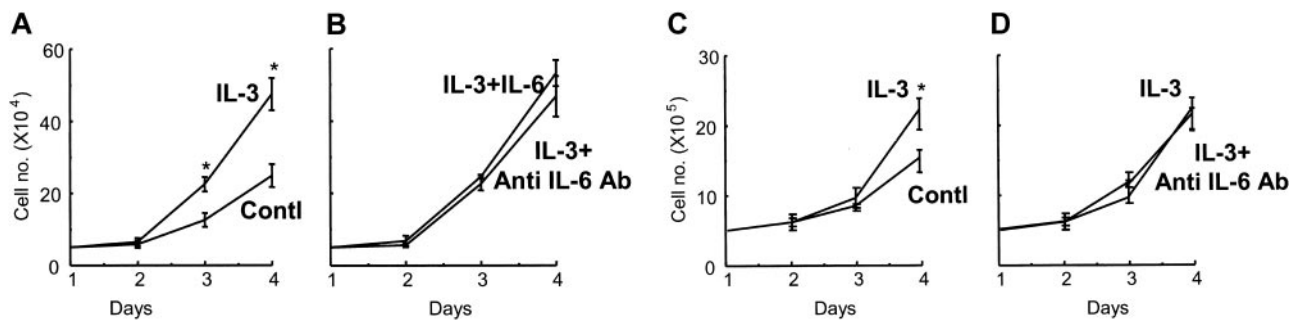 A
60
40
20
0
Cell no. (X10⁴)
IL-3
*
*
Contl
1 2 3 4
Days
B
IL-3+IL-6
IL-3+
Anti IL-6 Ab
1 2 3 4
Days
C
30
20
10
0
Cell no. (X10⁵)
IL-3 *
Contl
1 2 3 4
Days
D
IL-3
IL-3+
Anti IL-6 Ab
1 2 3 4
Days